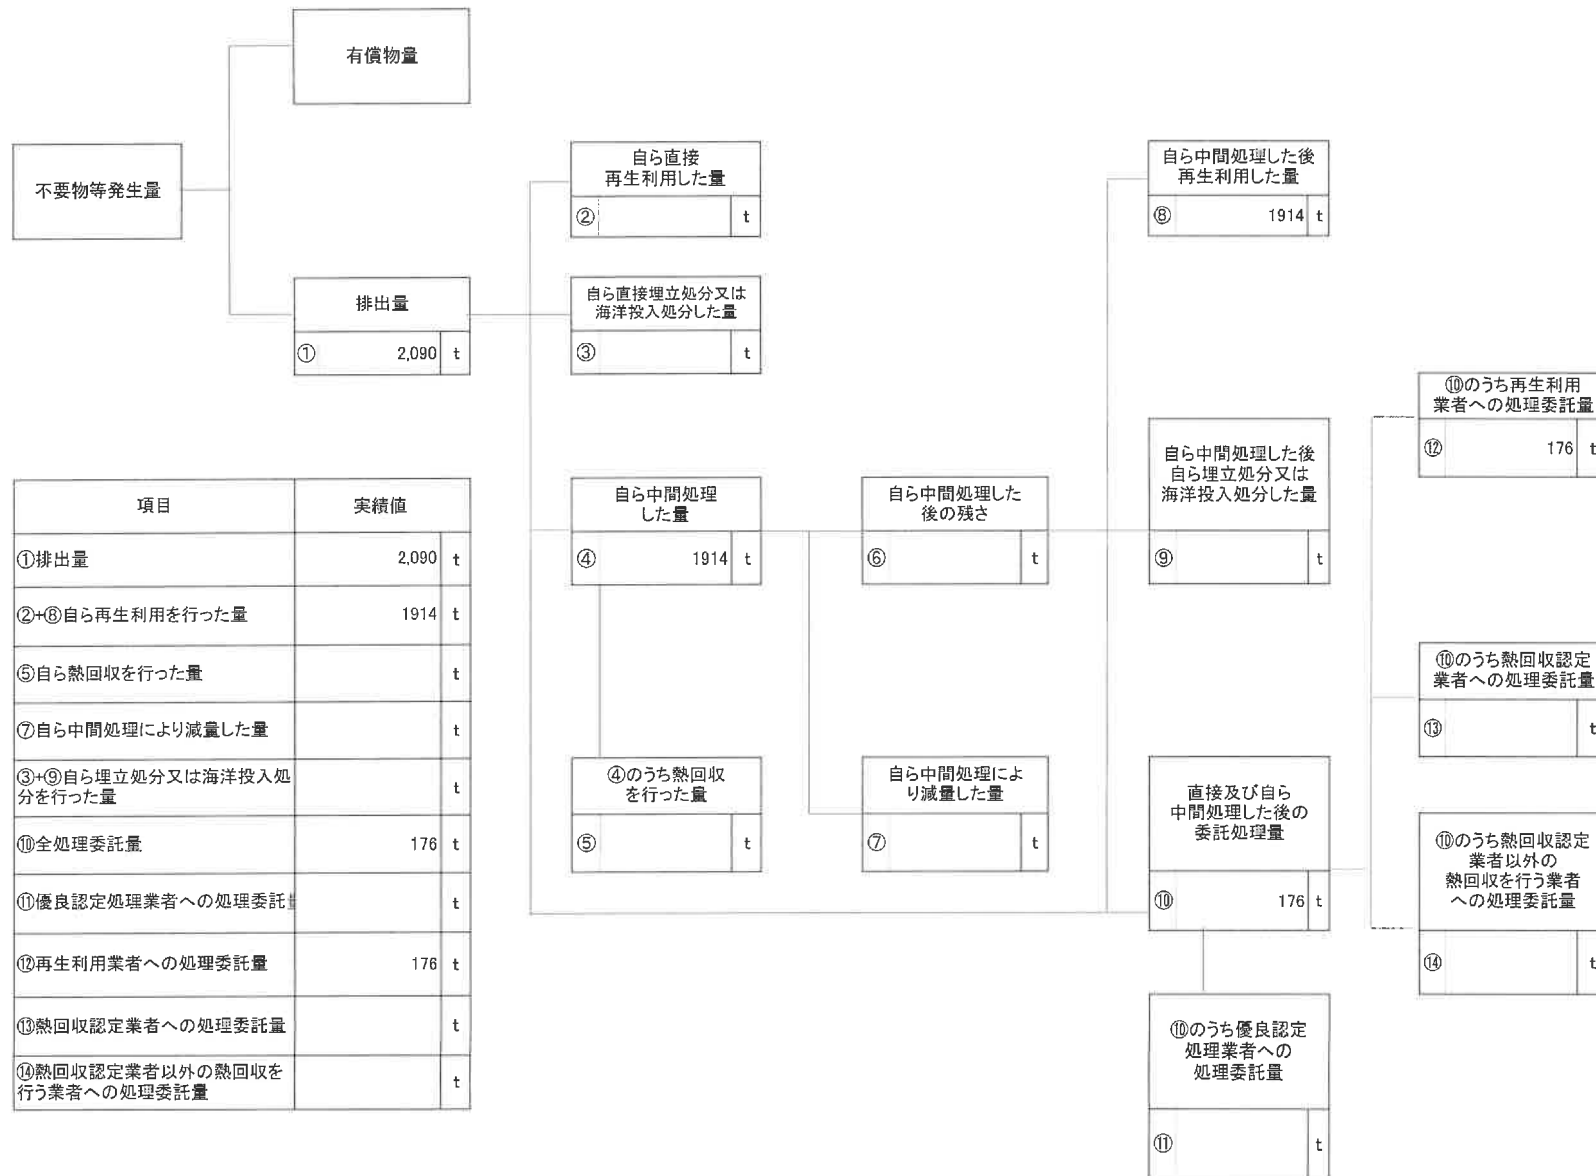 有償物量
不要物等発生量
排出量
① 2,090 t
自ら直接
再生利用した量
② t
自ら直接埋立処分又は
海洋投入処分した量
③ t
自ら中間処理
した量
④ 1914 t
④のうち熱回収
を行った量
⑤ t
自ら中間処理した
後の残さ
⑥ t
自ら中間処理によ
り減量した量
⑦ t
自ら中間処理した後
再生利用した量
⑧ 1914 t
自ら中間処理した後
自ら埋立処分又は
海洋投入処分した量
⑨ t
直接及び自ら
中間処理した後の
委託処理量
⑩ 176 t
⑩のうち優良認定
処理業者への
処理委託量
⑪ t
⑩のうち再生利用
業者への処理委託量
⑫ 176 t
⑩のうち熱回収認定
業者への処理委託量
⑬ t
⑩のうち熱回収認定
業者以外の
熱回収を行う業者
への処理委託量
⑭ t
項目 実績値
①排出量 2,090 t
②+⑧自ら再生利用を行った量 1914 t
⑤自ら熱回収を行った量 t
⑦自ら中間処理により減量した量 t
③+⑨自ら埋立処分又は海洋投入処
分を行った量 t
⑩全処理委託量 176 t
⑪優良認定処理業者への処理委託 t
⑫再生利用業者への処理委託量 176 t
⑬熱回収認定業者への処理委託量 t
⑭熱回収認定業者以外の熱回収を
行う業者への処理委託量 t